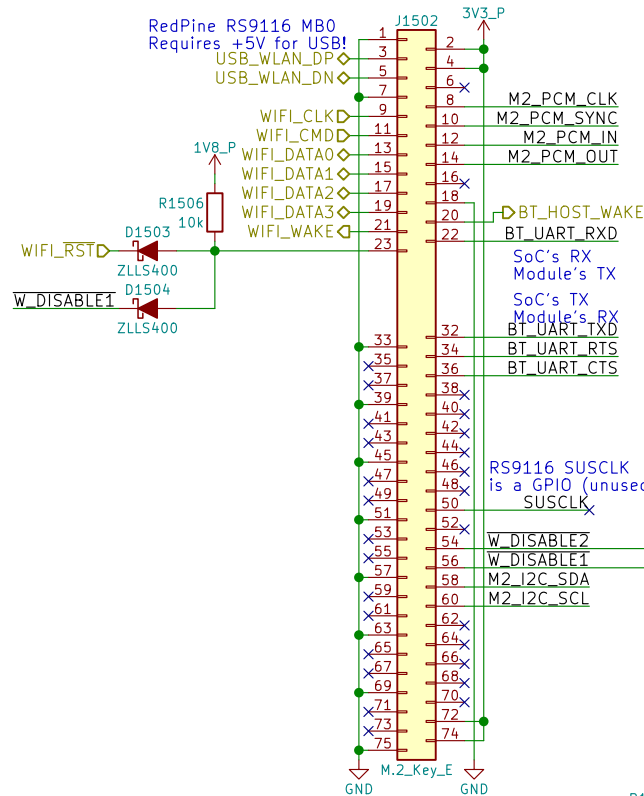 RedPine RS9116 MB0
Requires +5V for USB!
J1502
3V3_P
USB_WLAN_DP
USB_WLAN_DN
WIFI_CLK
WIFI_CMD
WIFI_DATA0
WIFI_DATA1
WIFI_DATA2
WIFI_DATA3
WIFI_WAKE
1V8_P
R1506
10k
D1503
ZLLS400
WIFI_RST
D1504
ZLLS400
W_DISABLE1
1
3
5
7
9
11
13
15
17
19
21
23
33
35
37
39
41
43
45
47
49
51
53
55
57
59
61
63
65
67
69
71
73
75
2
4
6
8
10
12
14
16
18
20
22
32
34
36
38
40
42
44
46
48
50
52
54
56
58
60
62
64
66
68
70
72
74
M2_PCM_CLK
M2_PCM_SYNC
M2_PCM_IN
M2_PCM_OUT
BT_HOST_WAKE
BT_UART_RXD
SoC's RX
Module's TX
SoC's TX
Module's RX
BT_UART_TXD
BT_UART_RTS
BT_UART_CTS
RS9116 SUSCLK
is a GPIO (unused
SUSCLK
W_DISABLE2
W_DISABLE1
M2_I2C_SDA
M2_I2C_SCL
M.2_Key_E
GND
GND